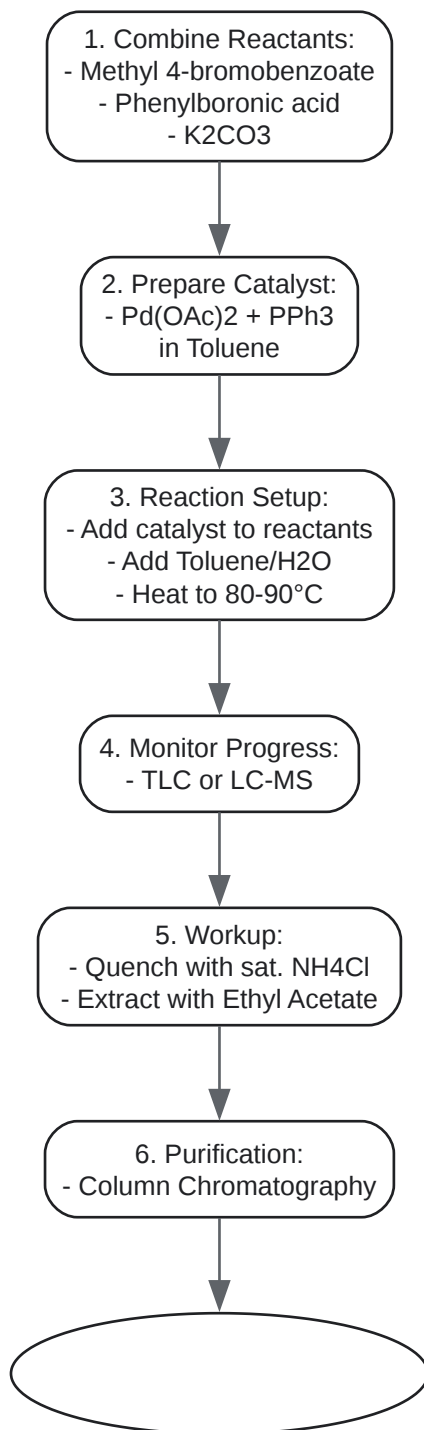 1. Combine Reactants:
- Methyl 4-bromobenzoate
- Phenylboronic acid
- K2CO3
2. Prepare Catalyst:
- Pd(OAc)2 + PPh3
in Toluene
3. Reaction Setup:
- Add catalyst to reactants
- Add Toluene/H2O
- Heat to 80-90°C
4. Monitor Progress:
- TLC or LC-MS
5. Workup:
- Quench with sat. NH4Cl
- Extract with Ethyl Acetate
6. Purification:
- Column Chromatography